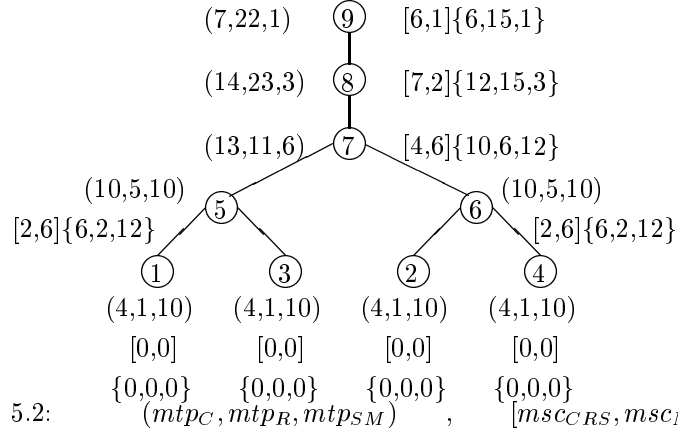 (7,22,1) 9 [6,1]{6,15,1}
(14,23,3) 8 [7,2]{12,15,3}
(13,11,6) 7 [4,6]{10,6,12}
(10,5,10) (10,5,10)
5 6
[2,6]{6,2,12} [2,6]{6,2,12}
1 3 2 4
(4,1,10) (4,1,10) (4,1,10) (4,1,10)
[0,0] [0,0] [0,0] [0,0]
{0,0,0} {0,0,0} {0,0,0} {0,0,0}
5.2: (mtp_C, mtp_R, mtp_SM) , [msc_CRS, msc